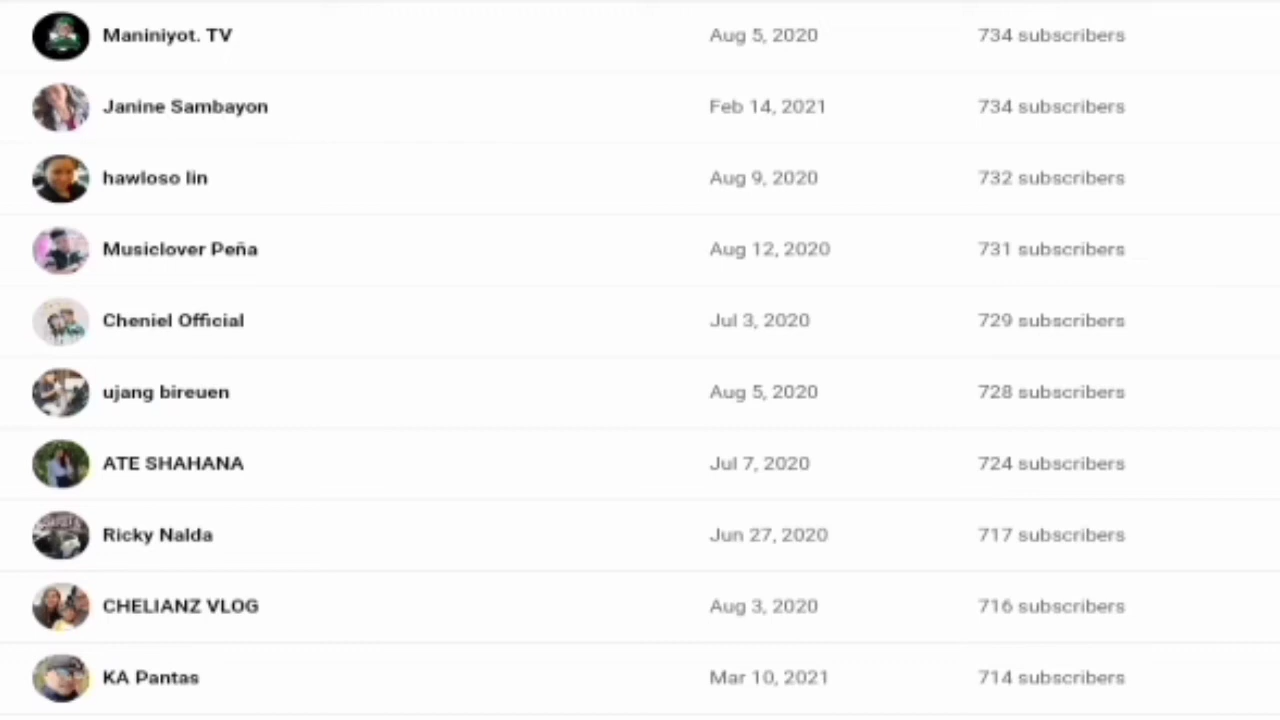 Maniniyot. TV Aug 5, 2020 734 subscribers
Janine Sambayon Feb 14, 2021 734 subscribers
hawloso lin Aug 9, 2020 732 subscribers
Musiclover Peña Aug 12, 2020 731 subscribers
Cheniel Official Jul 3, 2020 729 subscribers
ujang bireuen Aug 5, 2020 728 subscribers
ATE SHAHANA Jul 7, 2020 724 subscribers
Ricky Nalda Jun 27, 2020 717 subscribers
CHELIANZ VLOG Aug 3, 2020 716 subscribers
KA Pantas Mar 10, 2021 714 subscribers